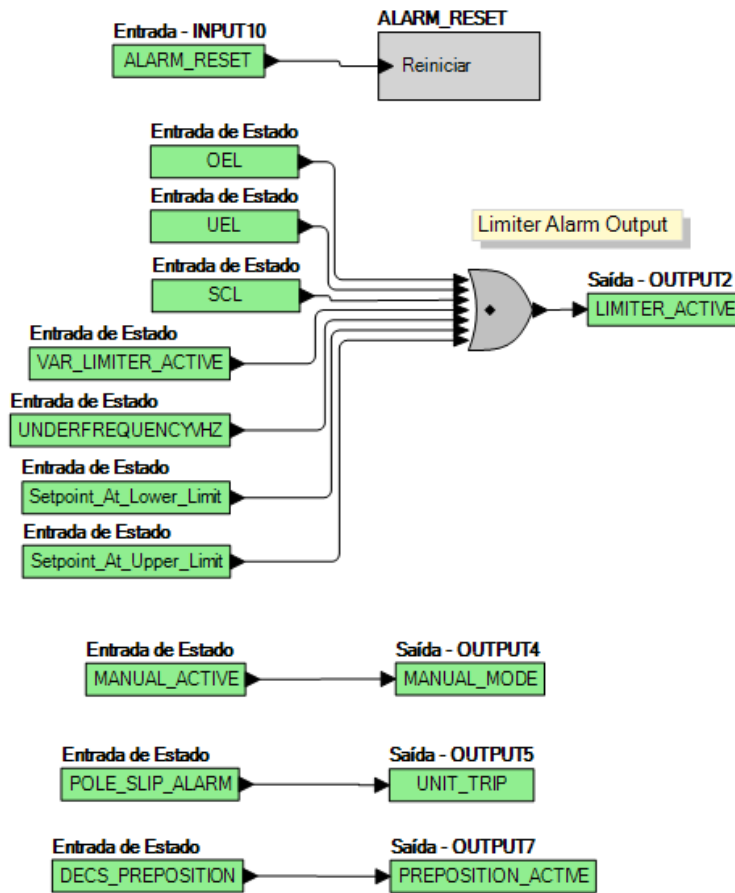 ALARM_RESET
Entrada - INPUT10
ALARM_RESET
Reiniciar
Entrada de Estado
OEL
Entrada de Estado
UEL
Limiter Alarm Output
Entrada de Estado
SCL
Saída - OUTPUT2
LIMITER_ACTIVE
Entrada de Estado
VAR_LIMITER_ACTIVE
Entrada de Estado
UNDERFREQUENCYVHZ
Entrada de Estado
Setpoint_At_Lower_Limit
Entrada de Estado
Setpoint_At_Upper_Limit
Entrada de Estado
Saída - OUTPUT4
MANUAL_ACTIVE
MANUAL_MODE
Entrada de Estado
Saída - OUTPUT5
POLE_SLIP_ALARM
UNIT_TRIP
Entrada de Estado
Saída - OUTPUT7
DECS_PREPOSITION
PREPOSITION_ACTIVE